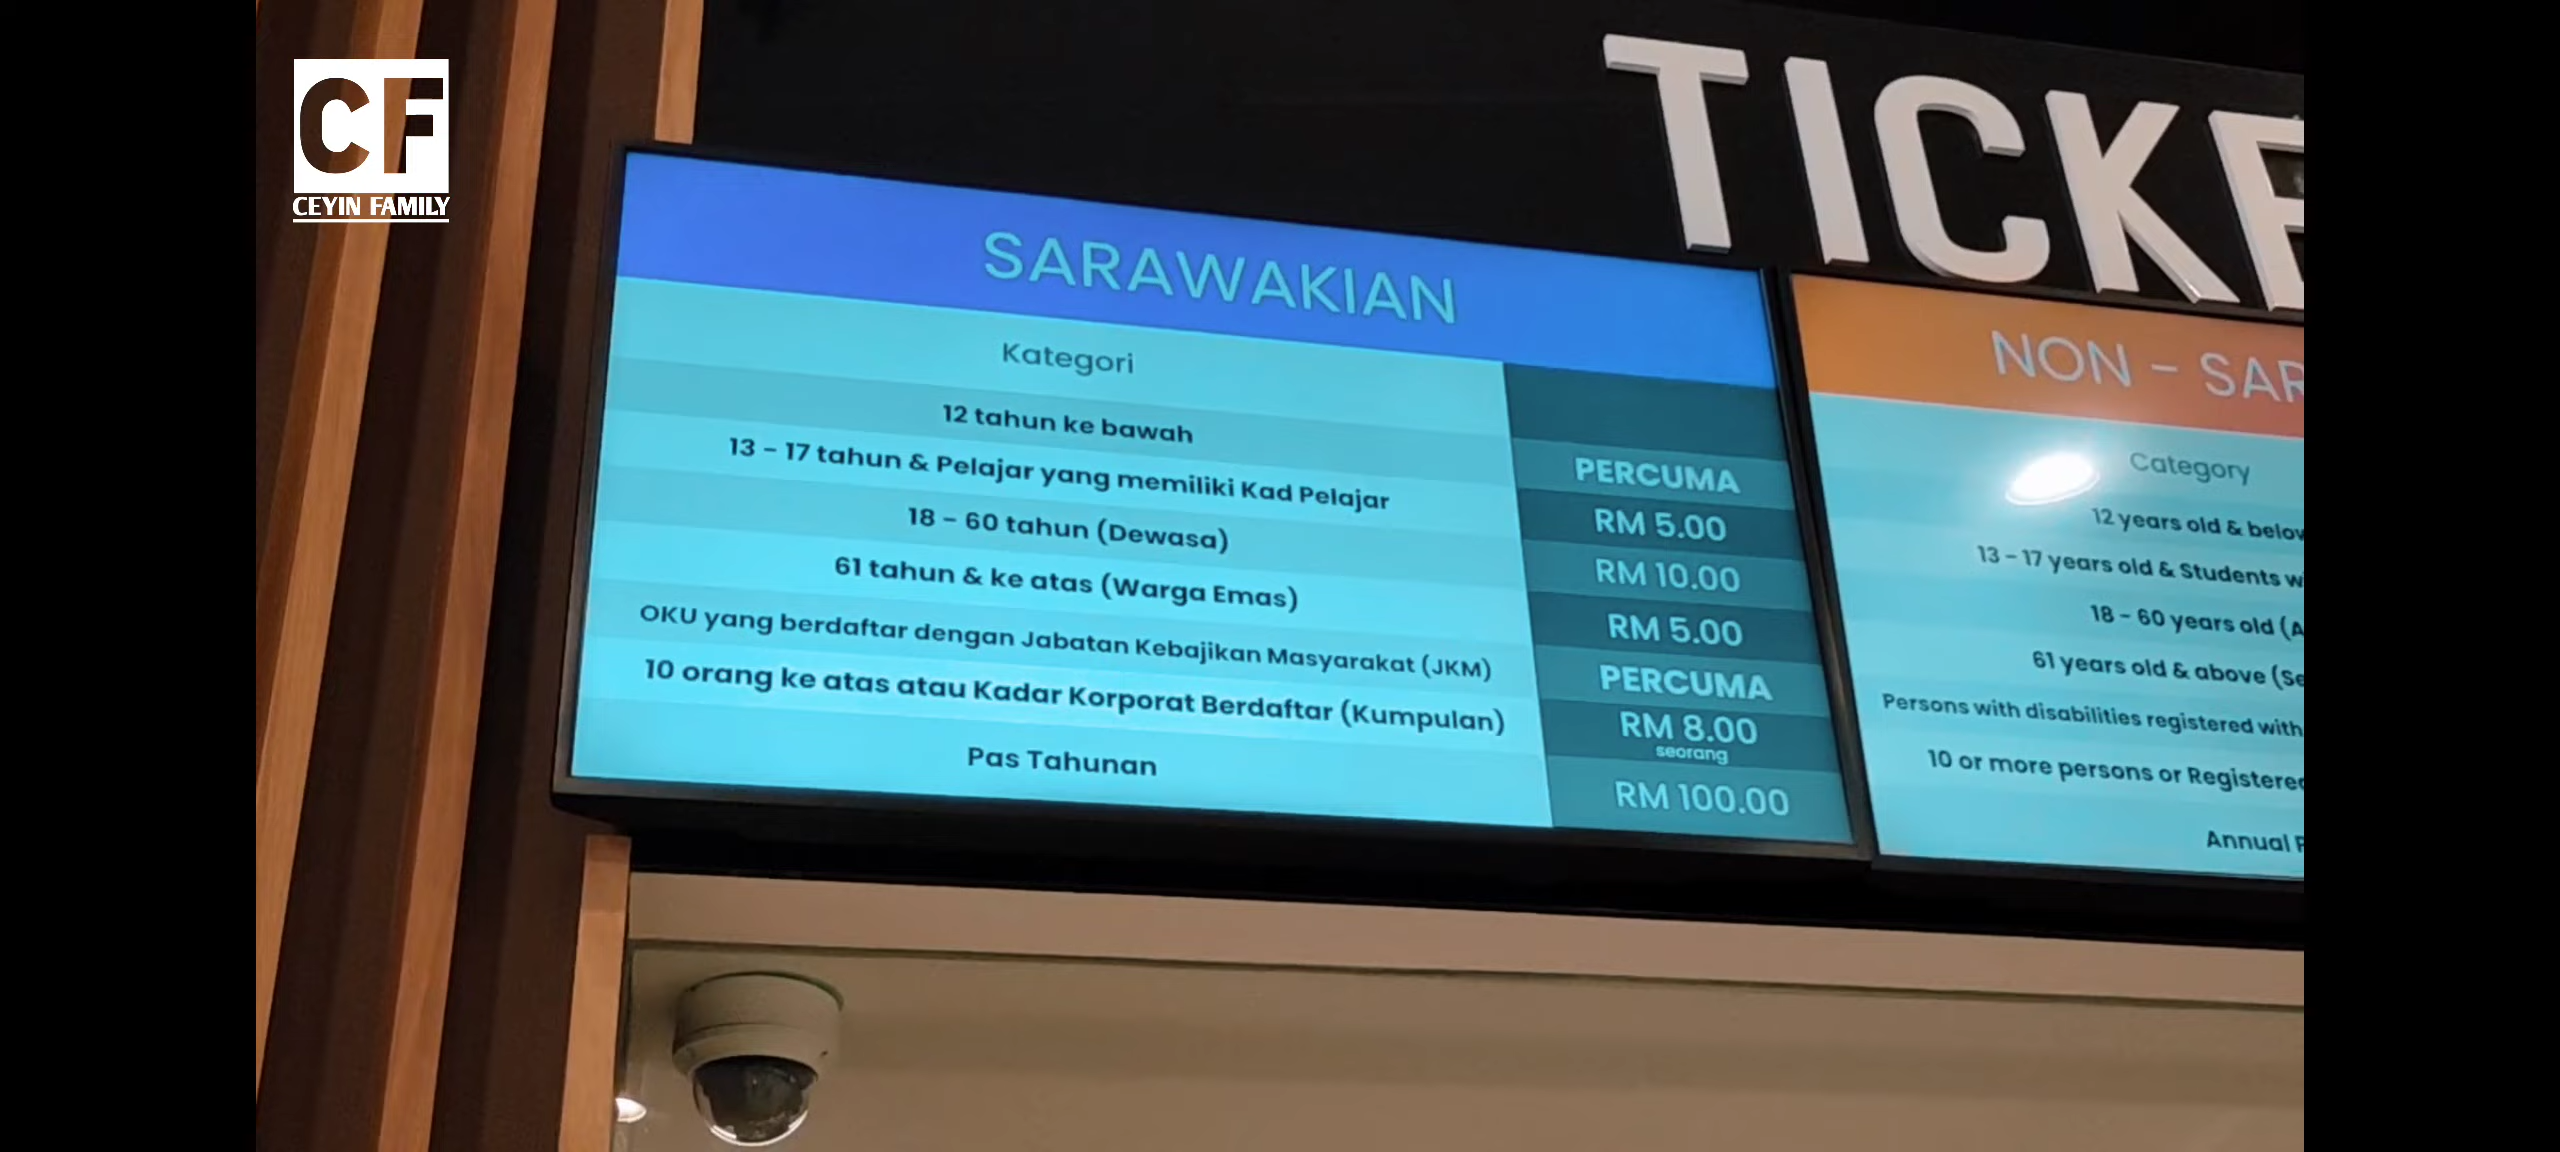 CF
CEYIN FAMILY
TICKE
SARAWAKIAN
Kategori
12 tahun ke bawah PERCUMA
13 - 17 tahun & Pelajar yang memiliki Kad Pelajar RM 5.00
18 - 60 tahun (Dewasa) RM 10.00
61 tahun & ke atas (Warga Emas) RM 5.00
OKU yang berdaftar dengan Jabatan Kebajikan Masyarakat (JKM) PERCUMA
10 orang ke atas atau Kadar Korporat Berdaftar (Kumpulan) RM 8.00
seorang
Pas Tahunan RM 100.00
NON - SAR
Category
12 years old & below
13 - 17 years old & Students w
18 - 60 years old (A
61 years old & above (Se
Persons with disabilities registered with
10 or more persons or Registered
Annual P